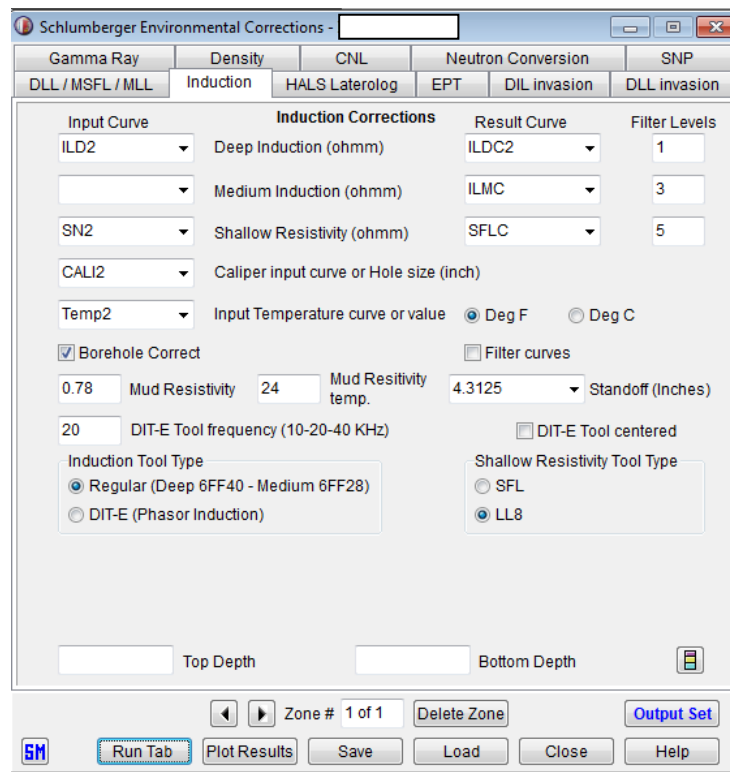 Schlumberger Environmental Corrections -
Gamma Ray Density CNL Neutron Conversion SNP
DLL / MSFL / MLL Induction HALS Laterolog EPT DIL invasion DLL invasion
Input Curve Induction Corrections Result Curve Filter Levels
ILD2 Deep Induction (ohmm) ILDC2 1
Medium Induction (ohmm) ILMC 3
SN2 Shallow Resistivity (ohmm) SFLC 5
CALI2 Caliper input curve or Hole size (inch)
Temp2 Input Temperature curve or value Deg F Deg C
Borehole Correct Filter curves
0.78 Mud Resistivity 24 Mud Resitivity temp. 4.3125 Standoff (Inches)
20 DIT-E Tool frequency (10-20-40 KHz) DIT-E Tool centered
Induction Tool Type Shallow Resistivity Tool Type
Regular (Deep 6FF40 - Medium 6FF28) SFL
DIT-E (Phasor Induction) LL8
Top Depth Bottom Depth
Zone # 1 of 1 Delete Zone Output Set
SM Run Tab Plot Results Save Load Close Help